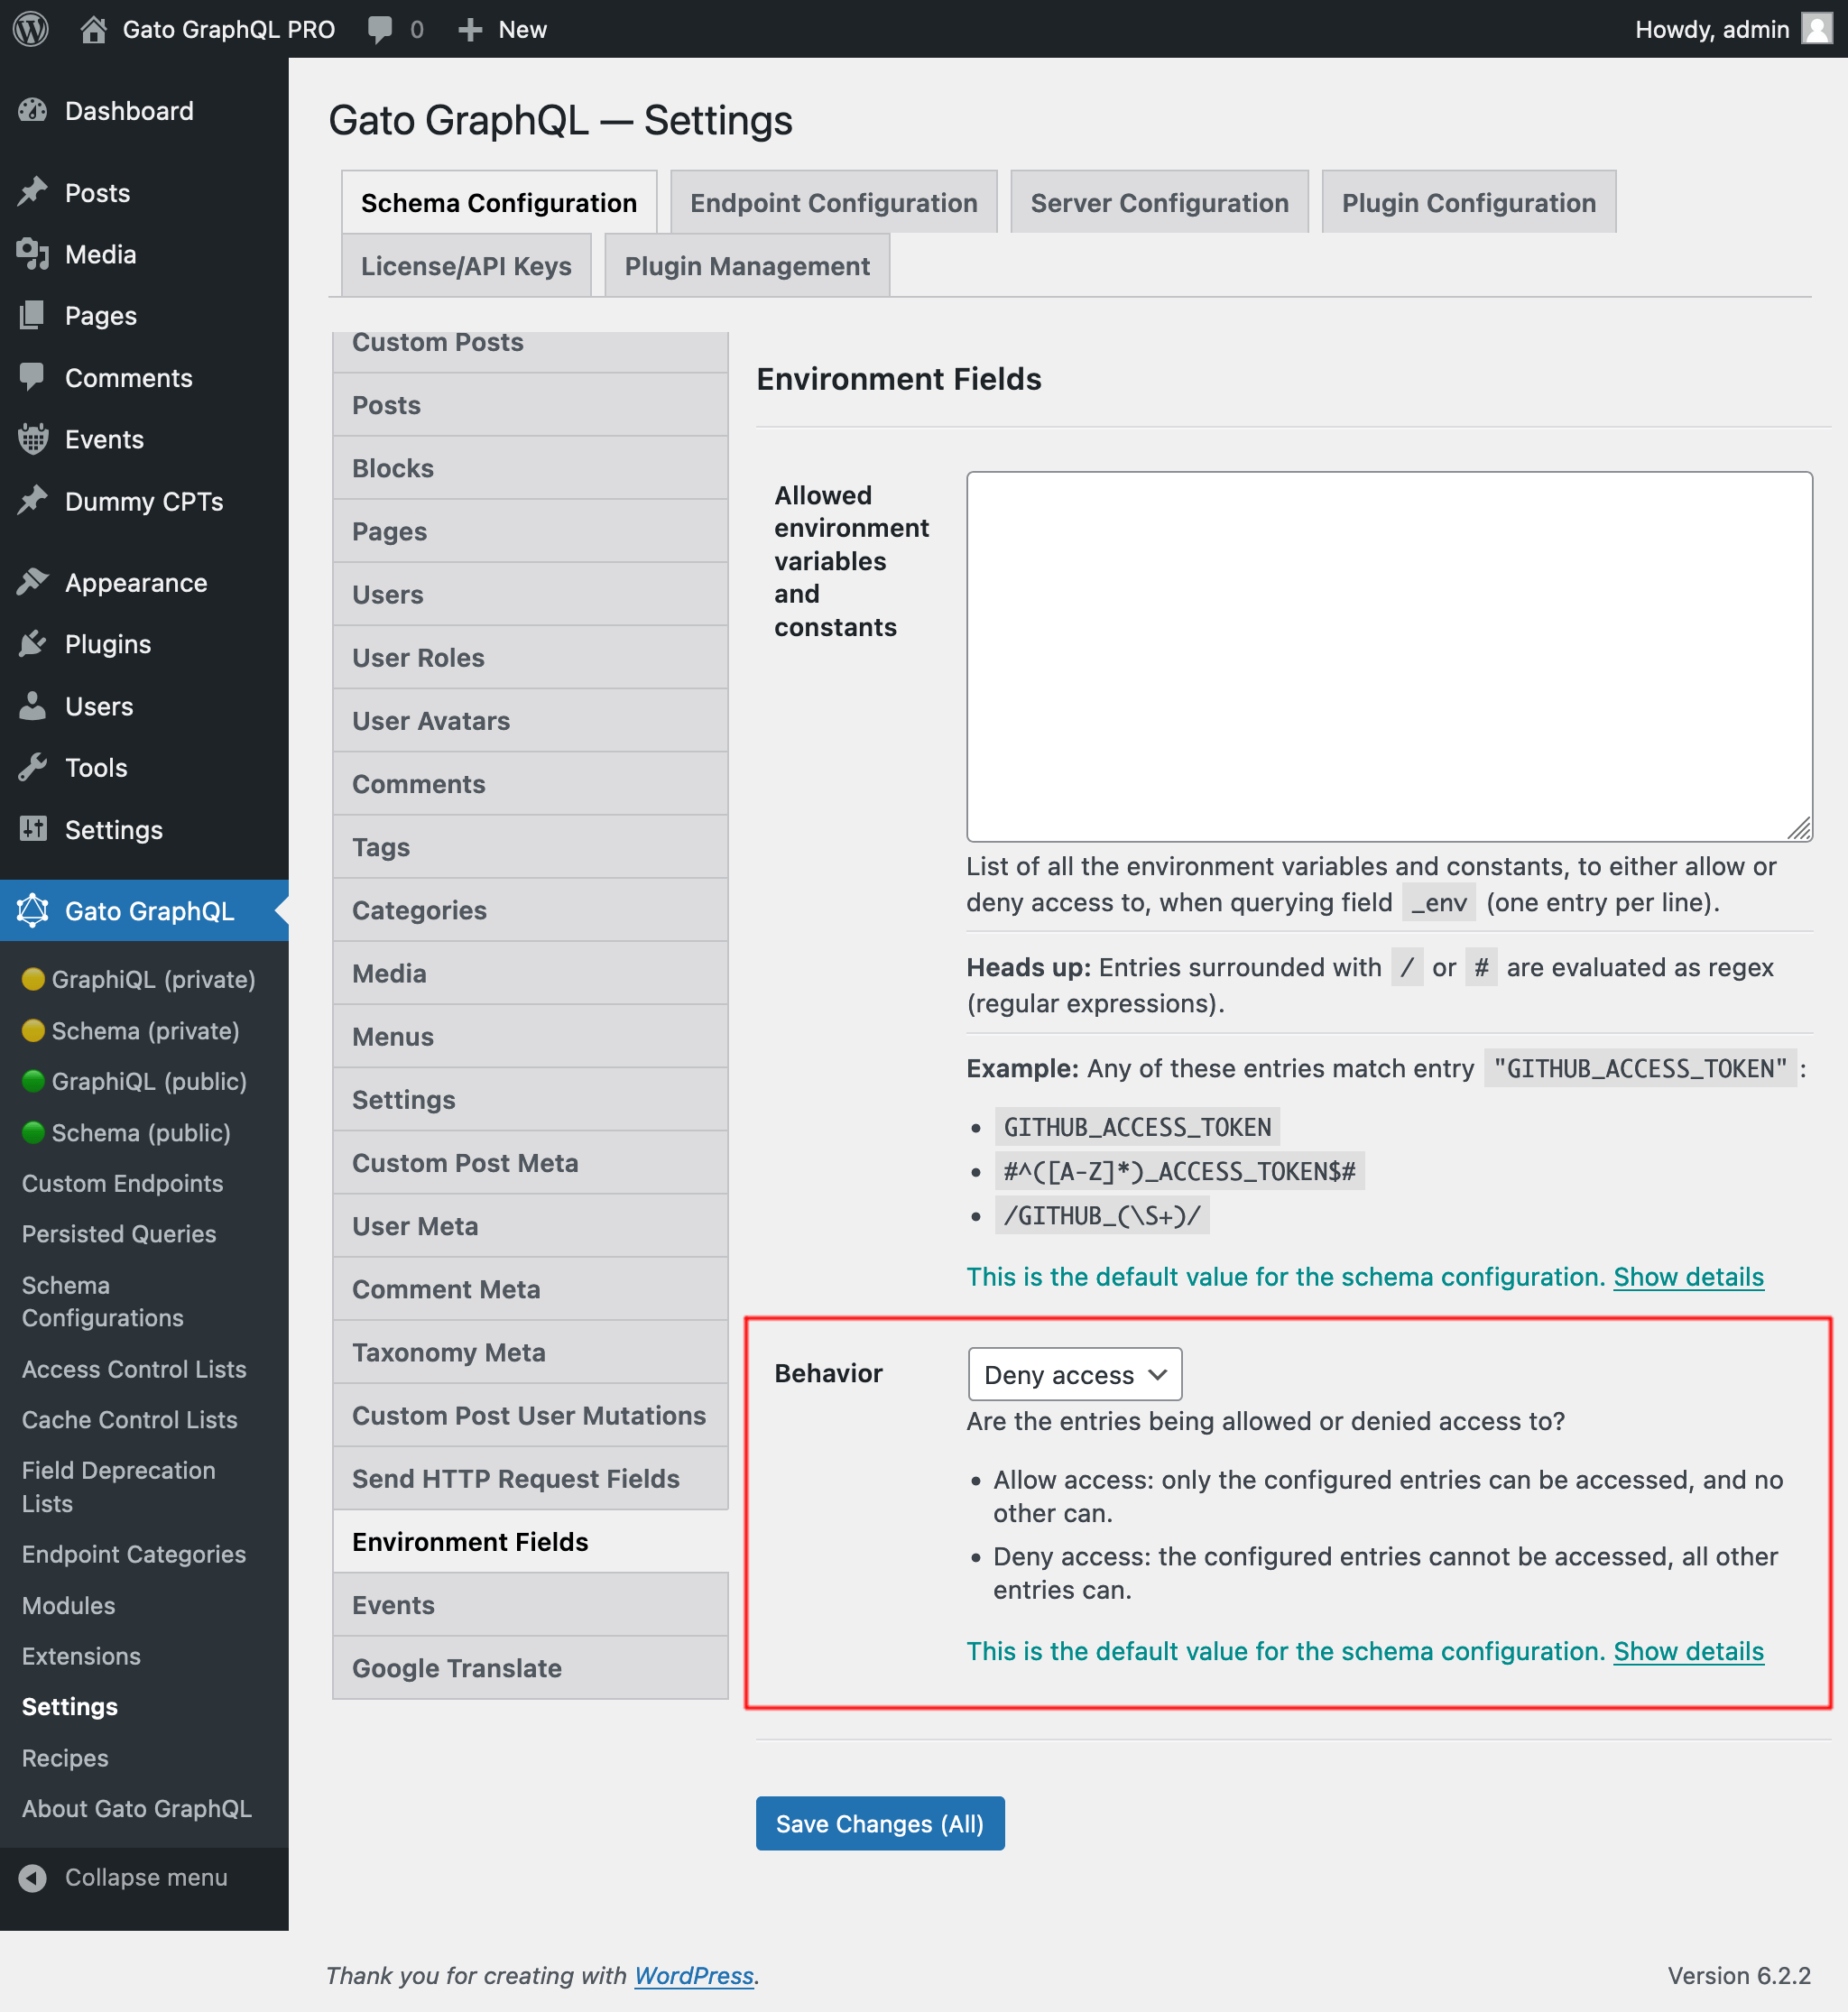 Gato GraphQL PRO
0
New
Howdy, admin
Dashboard
Posts
Media
Pages
Comments
Events
Dummy CPTs
Appearance
Plugins
Users
Tools
Settings
Gato GraphQL
GraphiQL (private)
Schema (private)
GraphiQL (public)
Schema (public)
Custom Endpoints
Persisted Queries
Schema
Configurations
Access Control Lists
Cache Control Lists
Field Deprecation
Lists
Endpoint Categories
Modules
Extensions
Settings
Recipes
About Gato GraphQL
Collapse menu
Gato GraphQL — Settings
Schema Configuration
Endpoint Configuration
Server Configuration
Plugin Configuration
License/API Keys
Plugin Management
Custom Posts
Posts
Blocks
Pages
Users
User Roles
User Avatars
Comments
Tags
Categories
Media
Menus
Settings
Custom Post Meta
User Meta
Comment Meta
Taxonomy Meta
Custom Post User Mutations
Send HTTP Request Fields
Environment Fields
Events
Google Translate
Environment Fields
Allowed
environment
variables
and
constants
List of all the environment variables and constants, to either allow or
deny access to, when querying field _env (one entry per line).
Heads up: Entries surrounded with / or # are evaluated as regex
(regular expressions).
Example: Any of these entries match entry "GITHUB_ACCESS_TOKEN" :
• GITHUB_ACCESS_TOKEN
• #^([A-Z]*)_ACCESS_TOKEN$#
• /GITHUB_(\S+)/
This is the default value for the schema configuration. Show details
Behavior
Deny access
Are the entries being allowed or denied access to?
• Allow access: only the configured entries can be accessed, and no
other can.
• Deny access: the configured entries cannot be accessed, all other
entries can.
This is the default value for the schema configuration. Show details
Save Changes (All)
Thank you for creating with WordPress.
Version 6.2.2